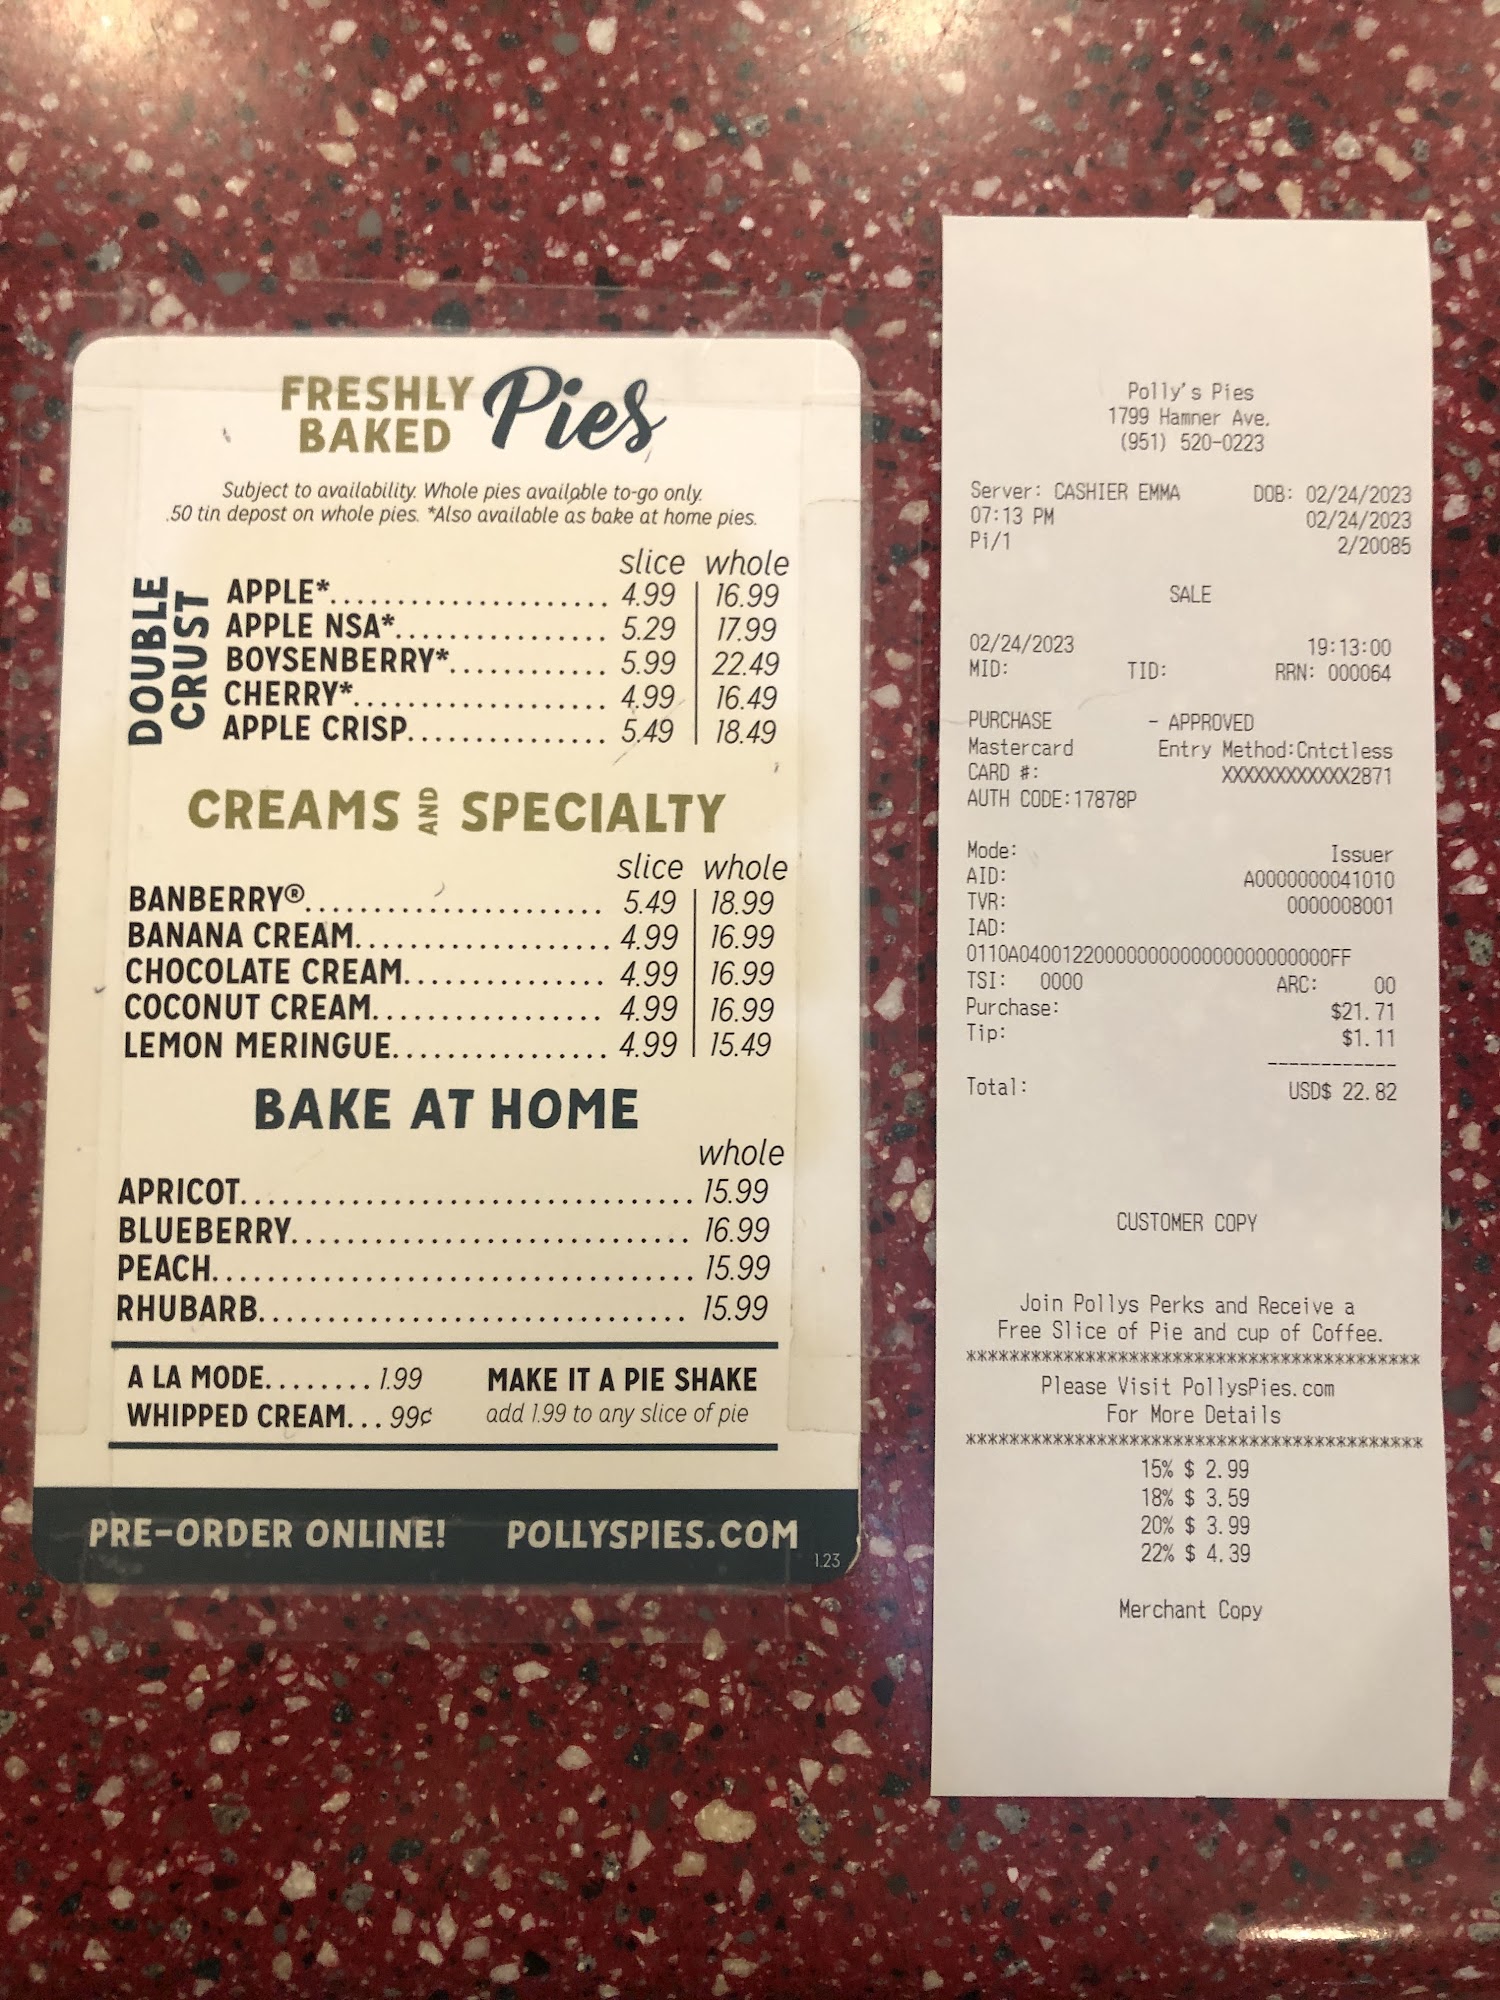 FRESHLY BAKED Pies
Subject to availability. Whole pies available to-go only.
.50 tin depost on whole pies. *Also available as bake at home pies.
DOUBLE CRUST
slice whole
APPLE*.......................... 4.99 | 16.99
APPLE NSA*.................... 5.29 | 17.99
BOYSENBERRY*............... 5.99 | 22.49
CHERRY*........................ 4.99 | 16.49
APPLE CRISP................... 5.49 | 18.49
CREAMS AND SPECIALTY
slice whole
BANBERRY®............................ 5.49 | 18.99
BANANA CREAM........................ 4.99 | 16.99
CHOCOLATE CREAM................... 4.99 | 16.99
COCONUT CREAM...................... 4.99 | 16.99
LEMON MERINGUE.................... 4.99 | 15.49
BAKE AT HOME
whole
APRICOT........................................ 15.99
BLUEBERRY................................... 16.99
PEACH........................................... 15.99
RHUBARB...................................... 15.99
A LA MODE........ 1.99
WHIPPED CREAM... 99¢
MAKE IT A PIE SHAKE
add 1.99 to any slice of pie
PRE-ORDER ONLINE! POLLYSPIES.COM
1.23
Polly's Pies
1799 Hamner Ave.
(951) 520-0223
Server: CASHIER EMMA DOB: 02/24/2023
07:13 PM 02/24/2023
Pi/1 2/20085
SALE
02/24/2023 19:13:00
MID: TID: RRN: 000064
PURCHASE - APPROVED
Mastercard Entry Method:Cntctless
CARD #: XXXXXXXXXXXX2871
AUTH CODE:17878P
Mode: Issuer
AID: A0000000041010
TVR: 0000008001
IAD:
0110A04001220000000000000000000000FF
TSI: 0000 ARC: 00
Purchase: $21.71
Tip: $1.11
------------
Total: USD$ 22.82
CUSTOMER COPY
Join Pollys Perks and Receive a
Free Slice of Pie and cup of Coffee.
******************************************
Please Visit PollysPies.com
For More Details
******************************************
15% $ 2.99
18% $ 3.59
20% $ 3.99
22% $ 4.39
Merchant Copy